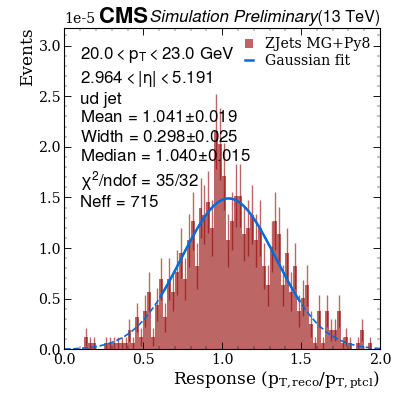 1e-5 CMS Simulation Preliminary (13 TeV)
Events
3.0
2.5
2.0
1.5
1.0
0.5
0.0
20.0 < p_T < 23.0 GeV
2.964 < |η| < 5.191
ud jet
Mean = 1.041±0.019
Width = 0.298±0.025
Median = 1.040±0.015
χ²/ndof = 35/32
Neff = 715
ZJets MG+Py8
Gaussian fit
0.0 0.5 1.0 1.5 2.0
Response (p_T,reco/p_T,ptcl)